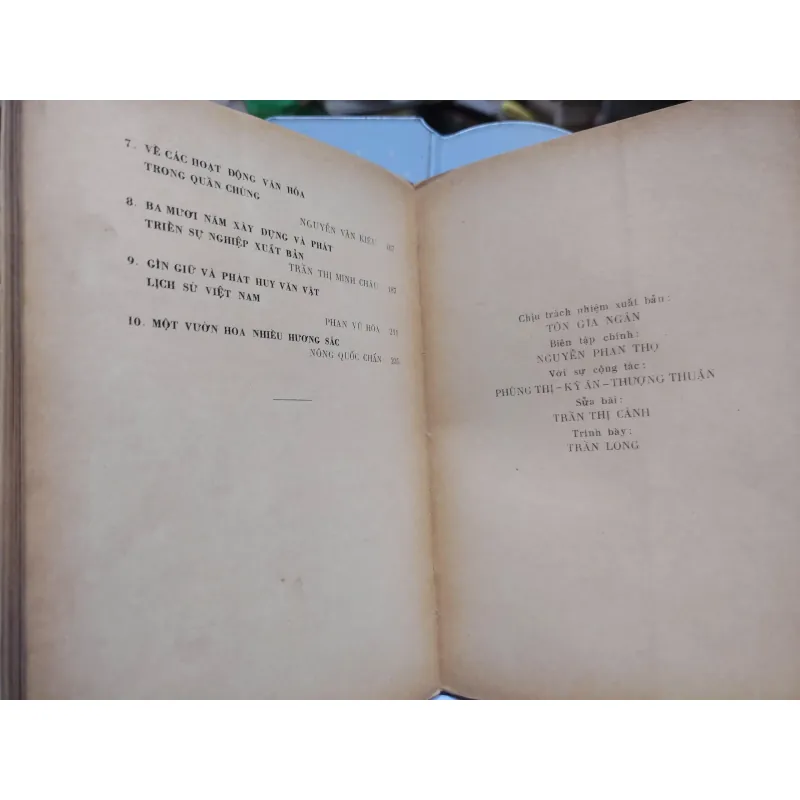 7. VỀ CÁC HOẠT ĐỘNG VĂN HÓA
TRONG QUẦN CHÚNG
NGUYỄN VĂN KIÊU
8. BA MƯƠI NĂM XÂY DỰNG VÀ PHÁT
TRIỂN SỰ NGHIỆP XUẤT BẢN
TRẦN THỊ MINH CHÂU
9. GÌN GIỮ VÀ PHÁT HUY VĂN VẬT
LỊCH SỬ VIỆT NAM
PHAN VŨ HÒA
10. MỘT VƯỜN HOA NHIỀU HƯƠNG SẮC
NÔNG QUỐC CHẤN
Chịu trách nhiệm xuất bản:
TÔN GIA NGÂN
Biên tập chính:
NGUYỄN PHAN THỌ
Với sự cộng tác:
PHÙNG THỊ - KỲ ÂN - THƯỢNG THUẦN
Sửa bài:
TRẦN THỊ CẢNH
Trình bày:
TRẦN LONG